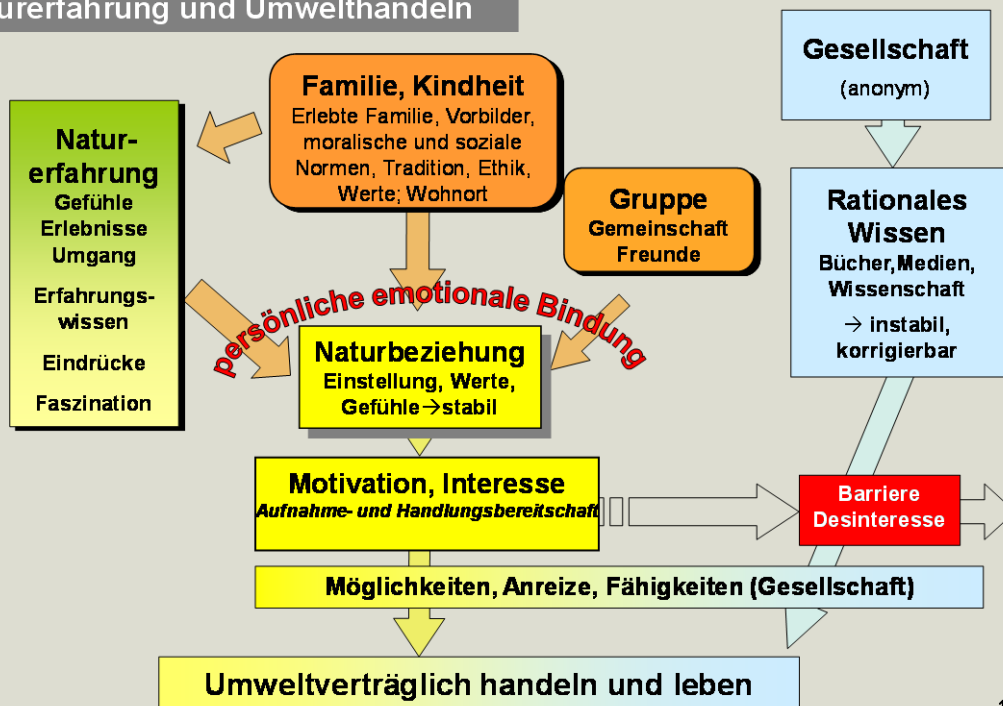 urerfahrung und Umwelthandeln
Familie, Kindheit
Erlebte Familie, Vorbilder,
moralische und soziale
Normen, Tradition, Ethik,
Werte; Wohnort
Natur-
erfahrung
Gefühle
Erlebnisse
Umgang
Erfahrungs-
wissen
Eindrücke
Faszination
Gruppe
Gemeinschaft
Freunde
Gesellschaft
(anonym)
Rationales
Wissen
Bücher, Medien,
Wissenschaft
→ instabil,
korrigierbar
persönliche emotionale Bindung
Naturbeziehung
Einstellung, Werte,
Gefühle → stabil
Motivation, Interesse
Aufnahme- und Handlungsbereitschaft
Barriere
Desinteresse
Möglichkeiten, Anreize, Fähigkeiten (Gesellschaft)
Umweltverträglich handeln und leben